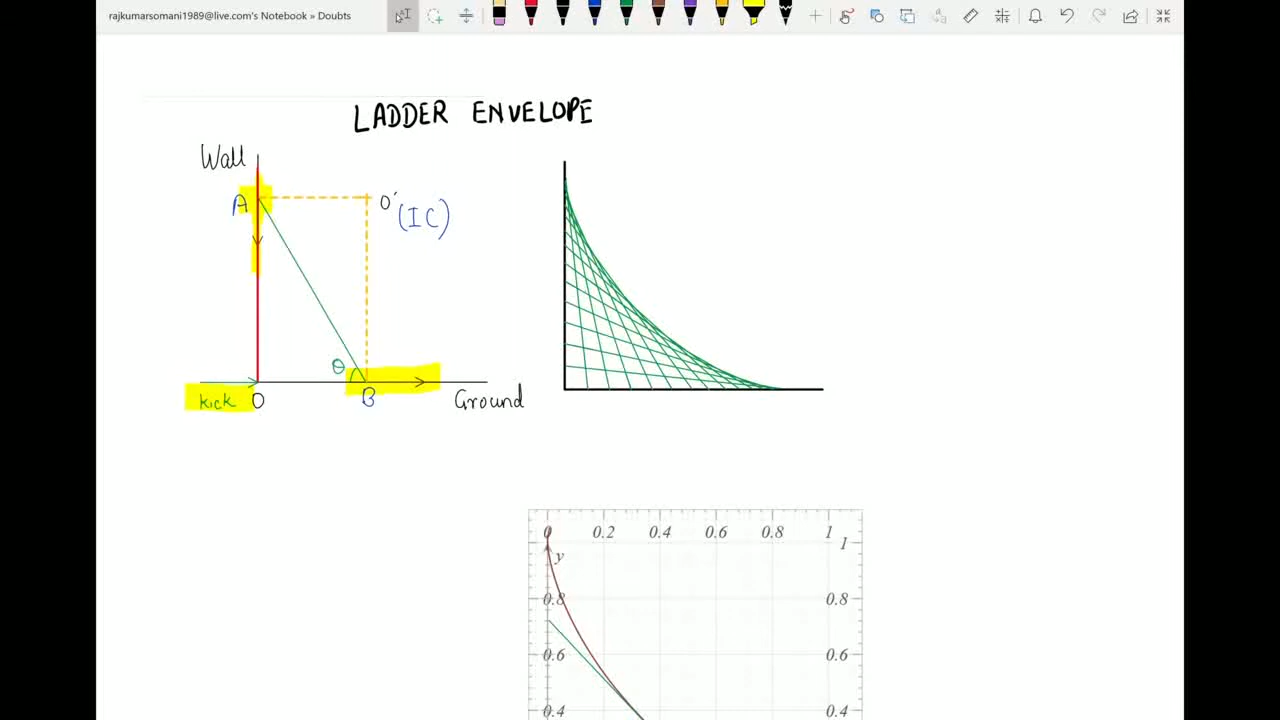 rajkumarsomani1989@live.com's Notebook » Doubts
LADDER ENVELOPE
Wall
A
O'
(IC)
θ
kick
O
B
Ground
0 0.2 0.4 0.6 0.8 1
1
y
0.8 0.8
0.6 0.6
0.4 0.4